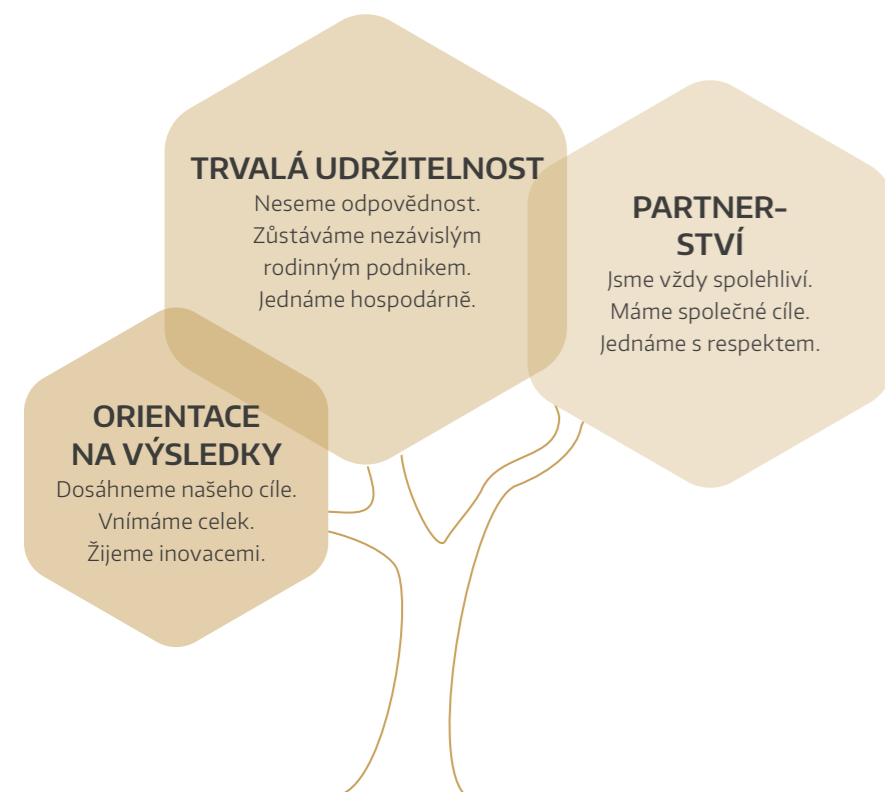 TRVALÁ UDRŽITELNOST
Neseme odpovědnost.
Zůstáváme nezávislým
rodinným podnikem.
Jednáme hospodárně.
PARTNER-
STVÍ
Jsme vždy spolehliví.
Máme společné cíle.
Jednáme s respektem.
ORIENTACE
NA VÝSLEDKY
Dosáhneme našeho cíle.
Vnímáme celek.
Žijeme inovacemi.